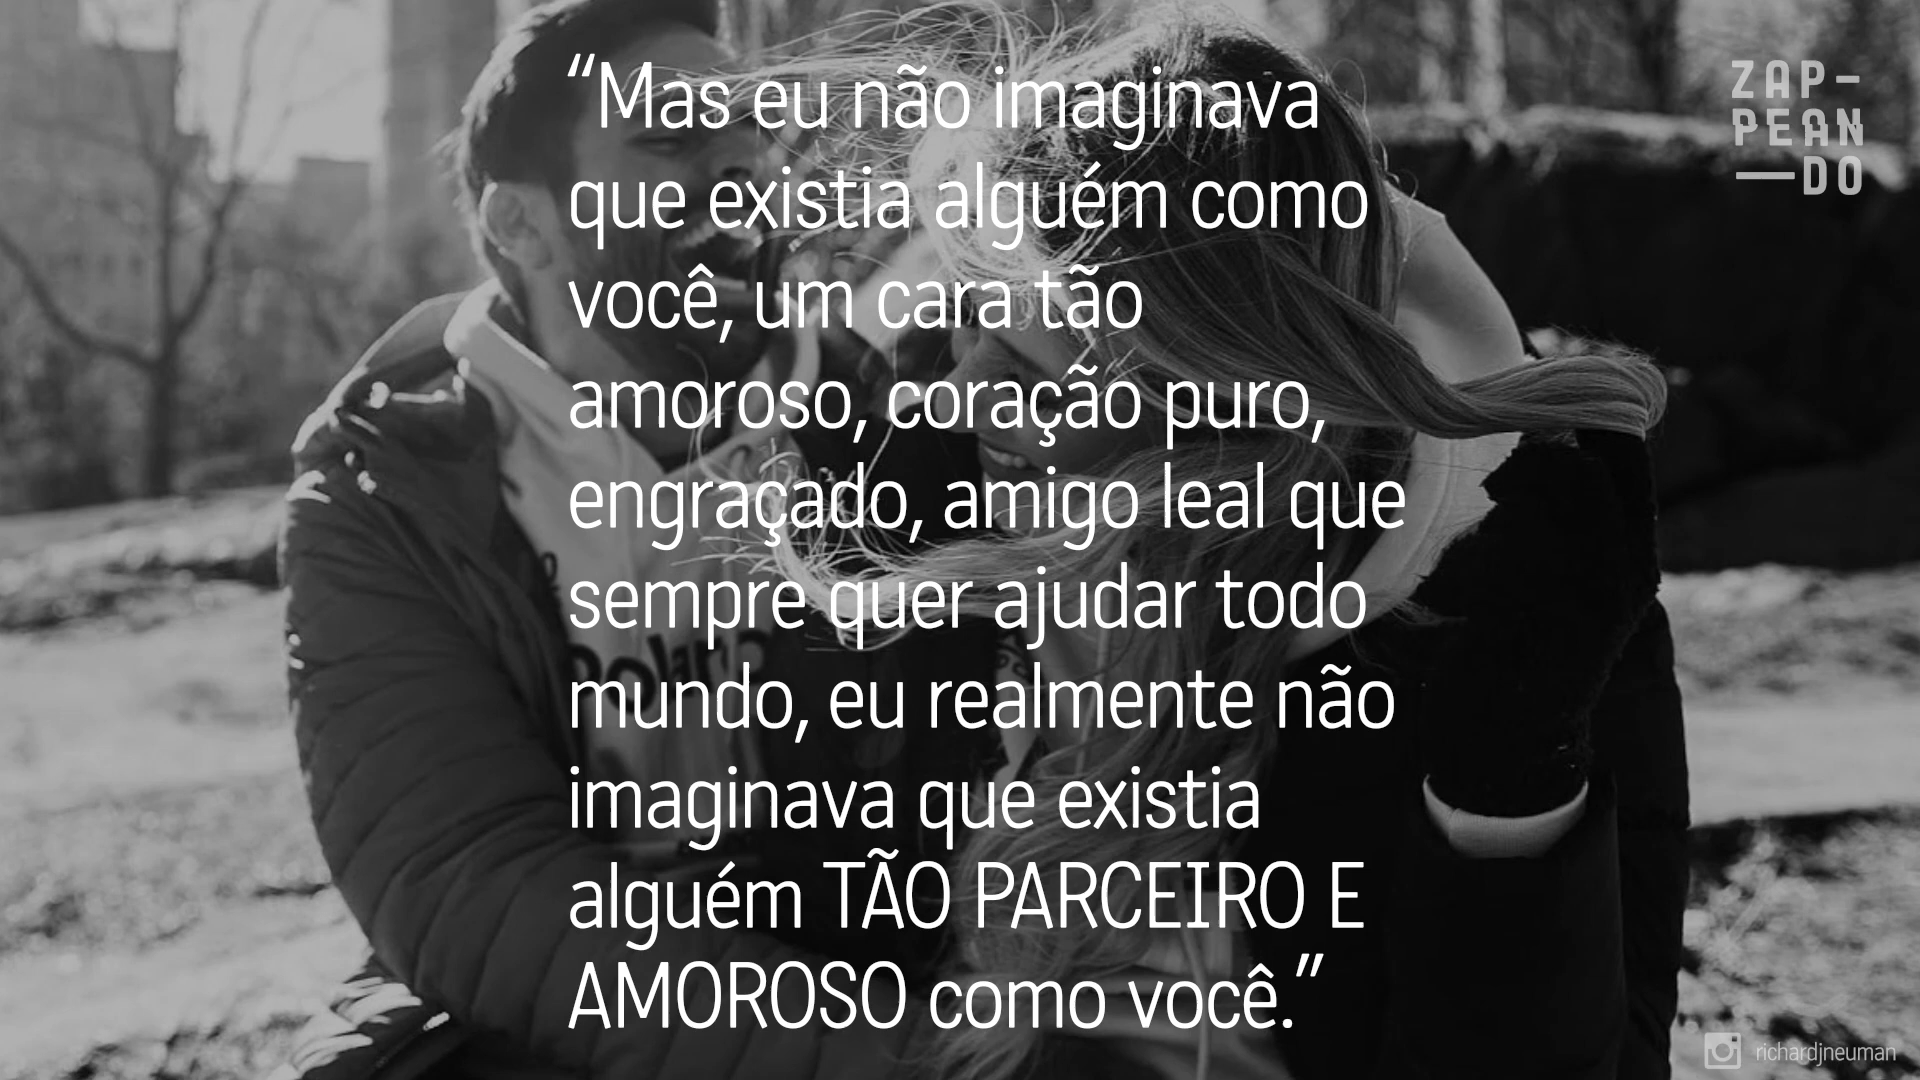 “Mas eu não imaginava
que existia alguém como
você, um cara tão
amoroso, coração puro,
engraçado, amigo leal que
sempre quer ajudar todo
mundo, eu realmente não
imaginava que existia
alguém TÃO PARCEIRO E
AMOROSO como você.”
ZAP-
PEAN
—DO
Poland
richardjneuman